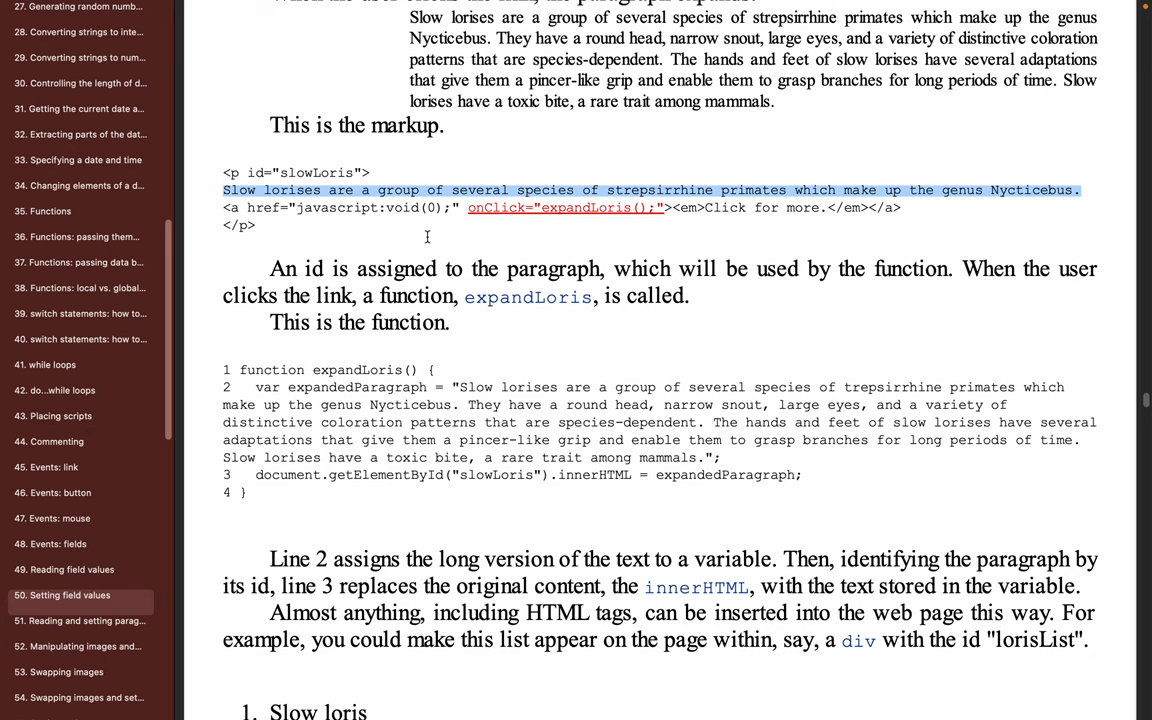 27. Generating random numb...
28. Converting strings to inte...
29. Converting strings to num...
30. Controlling the length of d...
31. Getting the current date a...
32. Extracting parts of the dat...
33. Specifying a date and time
34. Changing elements of a d...
35. Functions
36. Functions: passing them...
37. Functions: passing data b...
38. Functions: local vs. global...
39. switch statements: how to...
40. switch statements: how to...
41. while loops
42. do...while loops
43. Placing scripts
44. Commenting
45. Events: link
46. Events: button
47. Events: mouse
48. Events: fields
49. Reading field values
50. Setting field values
51. Reading and setting parag...
52. Manipulating images and...
53. Swapping images
54. Swapping images and set...
Slow lorises are a group of several species of strepsirrhine primates which make up the genus
Nycticebus. They have a round head, narrow snout, large eyes, and a variety of distinctive coloration
patterns that are species-dependent. The hands and feet of slow lorises have several adaptations
that give them a pincer-like grip and enable them to grasp branches for long periods of time. Slow
lorises have a toxic bite, a rare trait among mammals.
This is the markup.
<p id="slowLoris">
Slow lorises are a group of several species of strepsirrhine primates which make up the genus Nycticebus.
<a href="javascript:void(0);" onClick="expandLoris();"><em>Click for more.</em></a>
</p>
An id is assigned to the paragraph, which will be used by the function. When the user
clicks the link, a function, expandLoris, is called.
This is the function.
1 function expandLoris() {
2   var expandedParagraph = "Slow lorises are a group of several species of trepsirrhine primates which
make up the genus Nycticebus. They have a round head, narrow snout, large eyes, and a variety of
distinctive coloration patterns that are species-dependent. The hands and feet of slow lorises have several
adaptations that give them a pincer-like grip and enable them to grasp branches for long periods of time.
Slow lorises have a toxic bite, a rare trait among mammals.";
3   document.getElementById("slowLoris").innerHTML = expandedParagraph;
4 }
Line 2 assigns the long version of the text to a variable. Then, identifying the paragraph by
its id, line 3 replaces the original content, the innerHTML, with the text stored in the variable.
Almost anything, including HTML tags, can be inserted into the web page this way. For
example, you could make this list appear on the page within, say, a div with the id "lorisList".
1. Slow loris